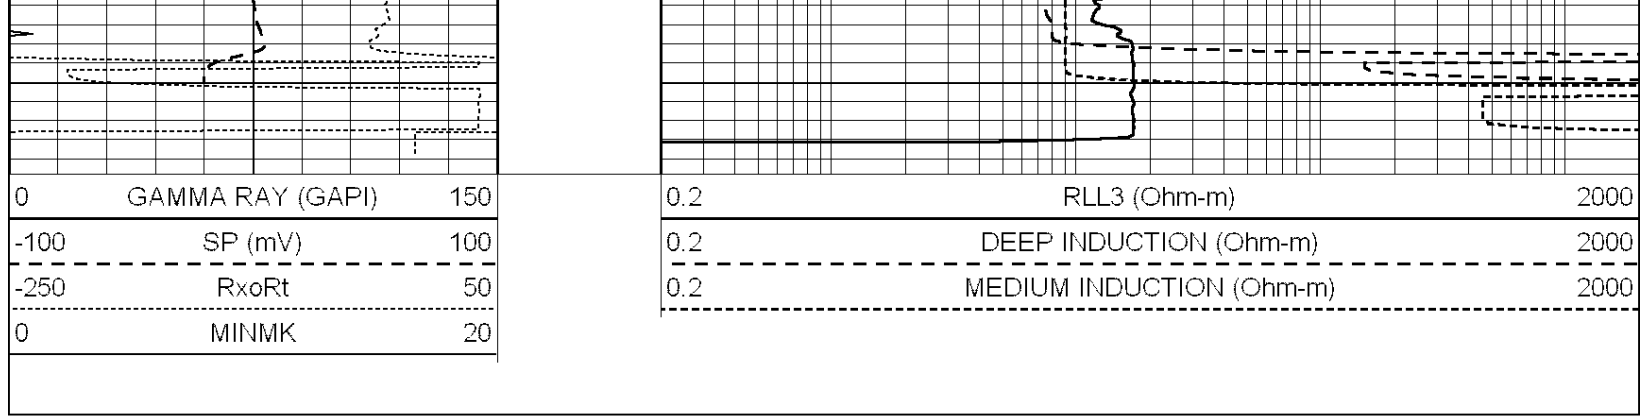 0 GAMMA RAY (GAPI) 150 0.2 RLL3 (Ohm-m) 2000
-100 SP (mV) 100 0.2 DEEP INDUCTION (Ohm-m) 2000
-250 RxoRt 50 0.2 MEDIUM INDUCTION (Ohm-m) 2000
0 MINMK 20